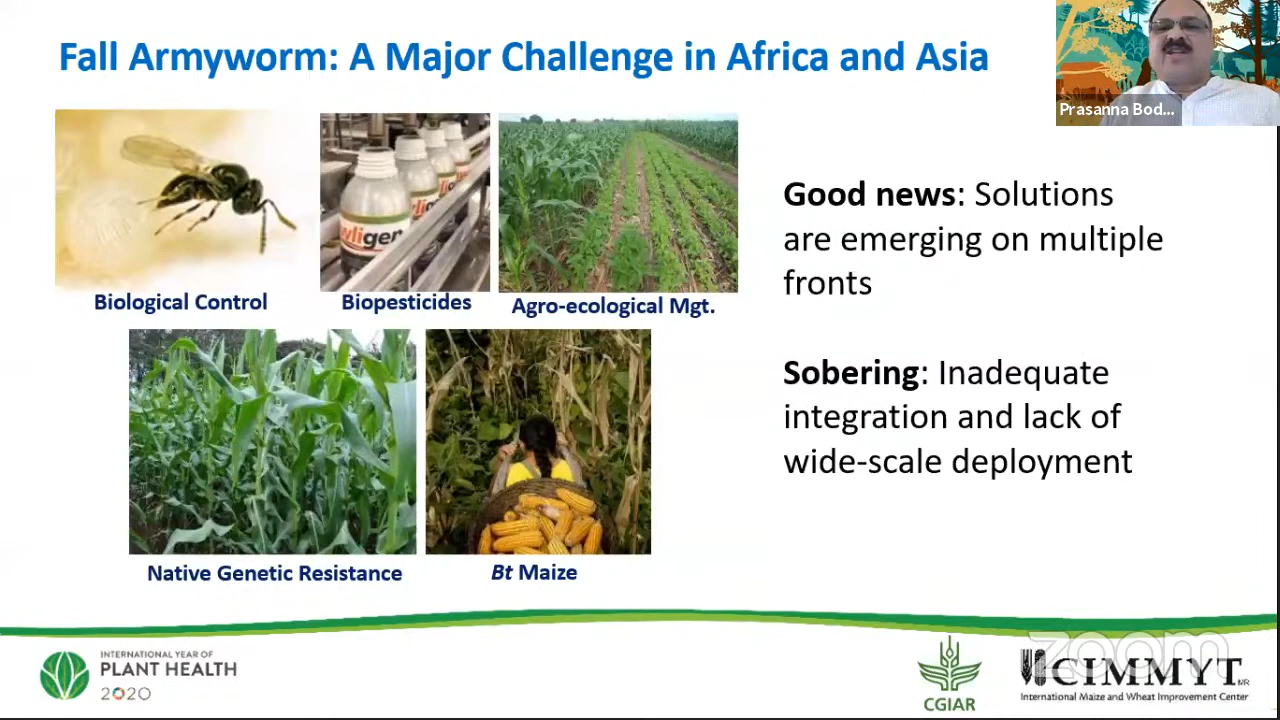 Fall Armyworm: A Major Challenge in Africa and Asia
Prasanna Bod...
Good news: Solutions
are emerging on multiple
fronts
Sobering: Inadequate
integration and lack of
wide-scale deployment
Biological Control
Biopesticides
Agro-ecological Mgt.
Native Genetic Resistance
Bt Maize
INTERNATIONAL YEAR OF
PLANT HEALTH
2020
CGIAR
zoom
CIMMYT MR
International Maize and Wheat Improvement Center